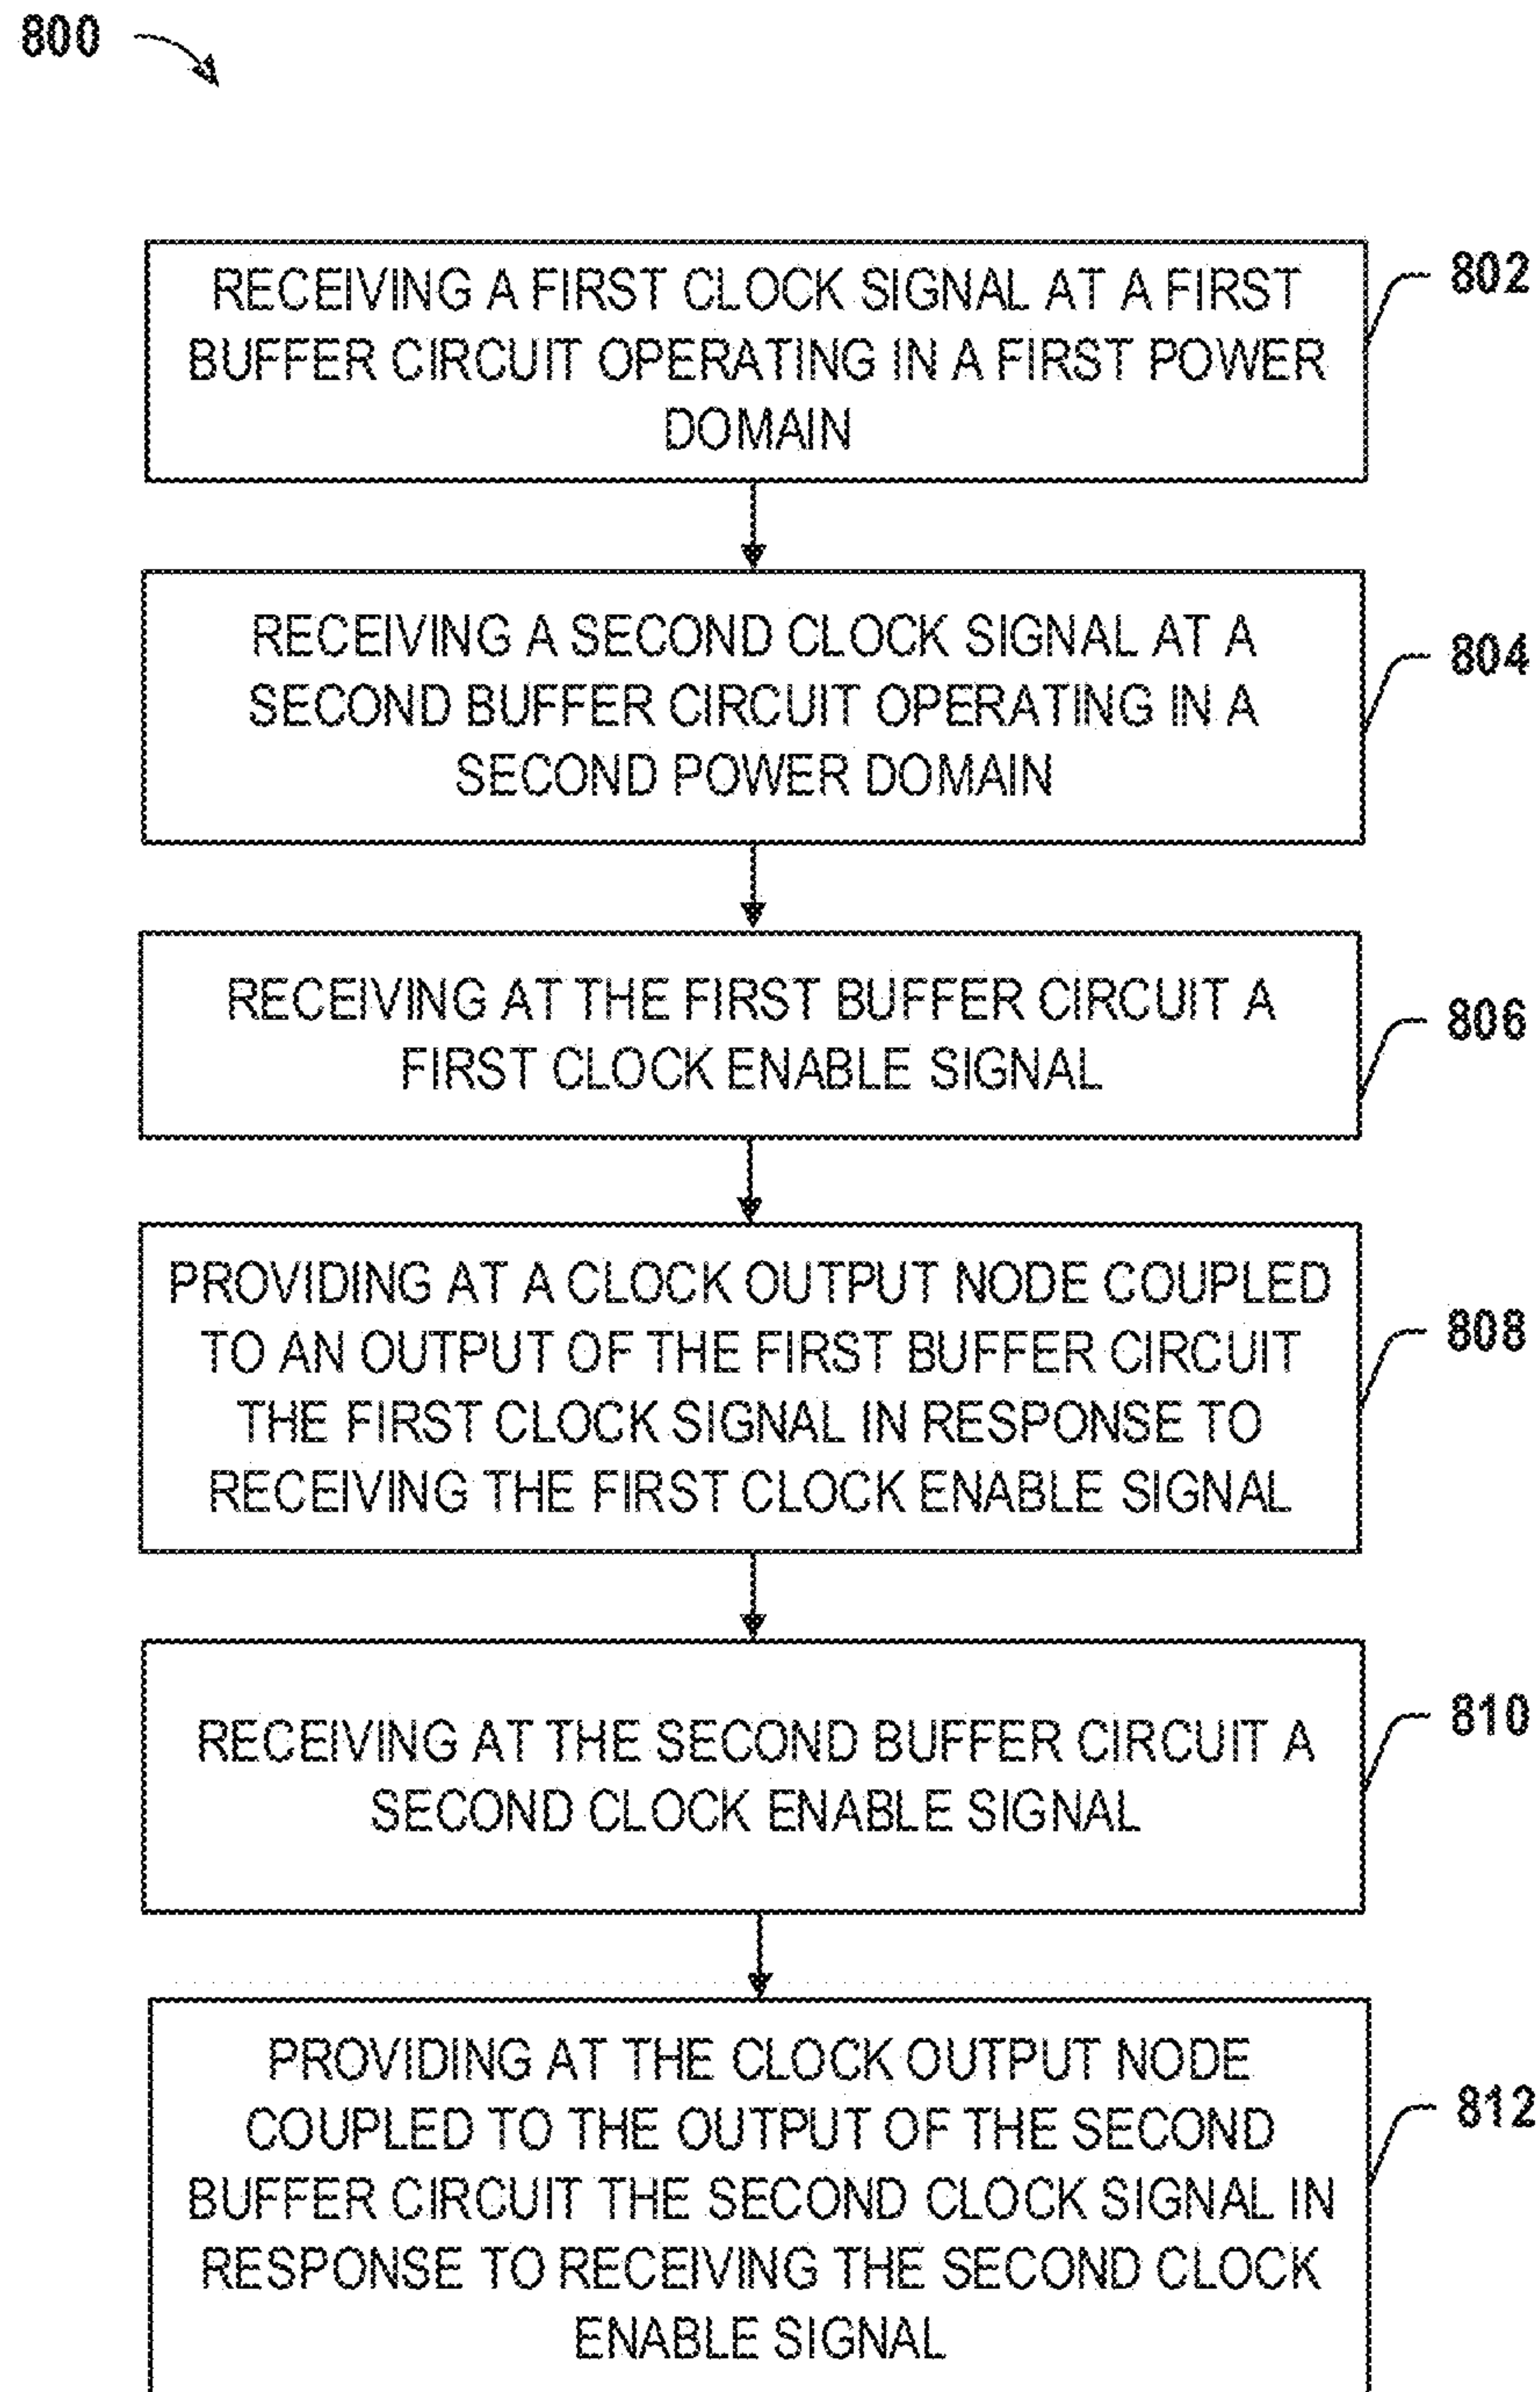 800
RECEIVING A FIRST CLOCK SIGNAL AT A FIRST
BUFFER CIRCUIT OPERATING IN A FIRST POWER
DOMAIN
802
RECEIVING A SECOND CLOCK SIGNAL AT A
SECOND BUFFER CIRCUIT OPERATING IN A
SECOND POWER DOMAIN
804
RECEIVING AT THE FIRST BUFFER CIRCUIT A
FIRST CLOCK ENABLE SIGNAL
806
PROVIDING AT A CLOCK OUTPUT NODE COUPLED
TO AN OUTPUT OF THE FIRST BUFFER CIRCUIT
THE FIRST CLOCK SIGNAL IN RESPONSE TO
RECEIVING THE FIRST CLOCK ENABLE SIGNAL
808
RECEIVING AT THE SECOND BUFFER CIRCUIT A
SECOND CLOCK ENABLE SIGNAL
810
PROVIDING AT THE CLOCK OUTPUT NODE
COUPLED TO THE OUTPUT OF THE SECOND
BUFFER CIRCUIT THE SECOND CLOCK SIGNAL IN
RESPONSE TO RECEIVING THE SECOND CLOCK
ENABLE SIGNAL
812